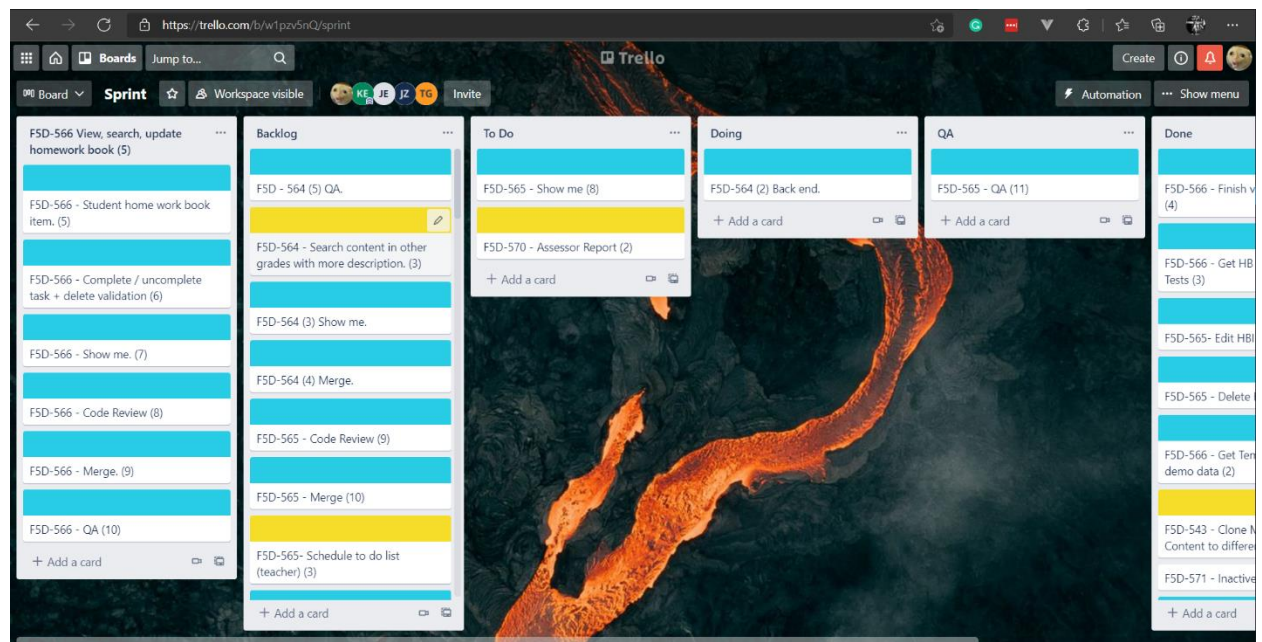 https://trello.com/b/w1pzv5nQ/sprint
Boards
Jump to...
Trello
Create
Board
Sprint
Workspace visible
KE
JE
JZ
TG
Invite
Automation
Show menu
F5D-566 View, search, update
homework book (5)
F5D-566 - Student home work book
item. (5)
F5D-566 - Complete / uncomplete
task + delete validation (6)
F5D-566 - Show me. (7)
F5D-566 - Code Review (8)
F5D-566 - Merge. (9)
F5D-566 - QA (10)
+ Add a card
Backlog
F5D - 564 (5) QA.
F5D-564 - Search content in other
grades with more description. (3)
F5D-564 (3) Show me.
F5D-564 (4) Merge.
F5D-565 - Code Review (9)
F5D-565 - Merge (10)
F5D-565- Schedule to do list
(teacher) (3)
+ Add a card
To Do
F5D-565 - Show me (8)
F5D-570 - Assessor Report (2)
+ Add a card
Doing
F5D-564 (2) Back end.
+ Add a card
QA
F5D-565 - QA (11)
+ Add a card
Done
F5D-566 - Finish
(4)
F5D-566 - Get HB
Tests (3)
F5D-565- Edit HBI
F5D-565 - Delete
F5D-566 - Get
demo data (2)
F5D-543 - Clone
Content to
F5D-571 - Inactive
+ Add a card